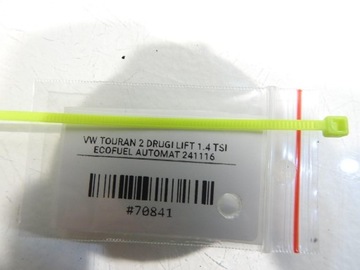 VW TOURAN 2 DRUGI LIFT 1.4 TSI
ECOFUEL AUTOMAT 241116
#70841